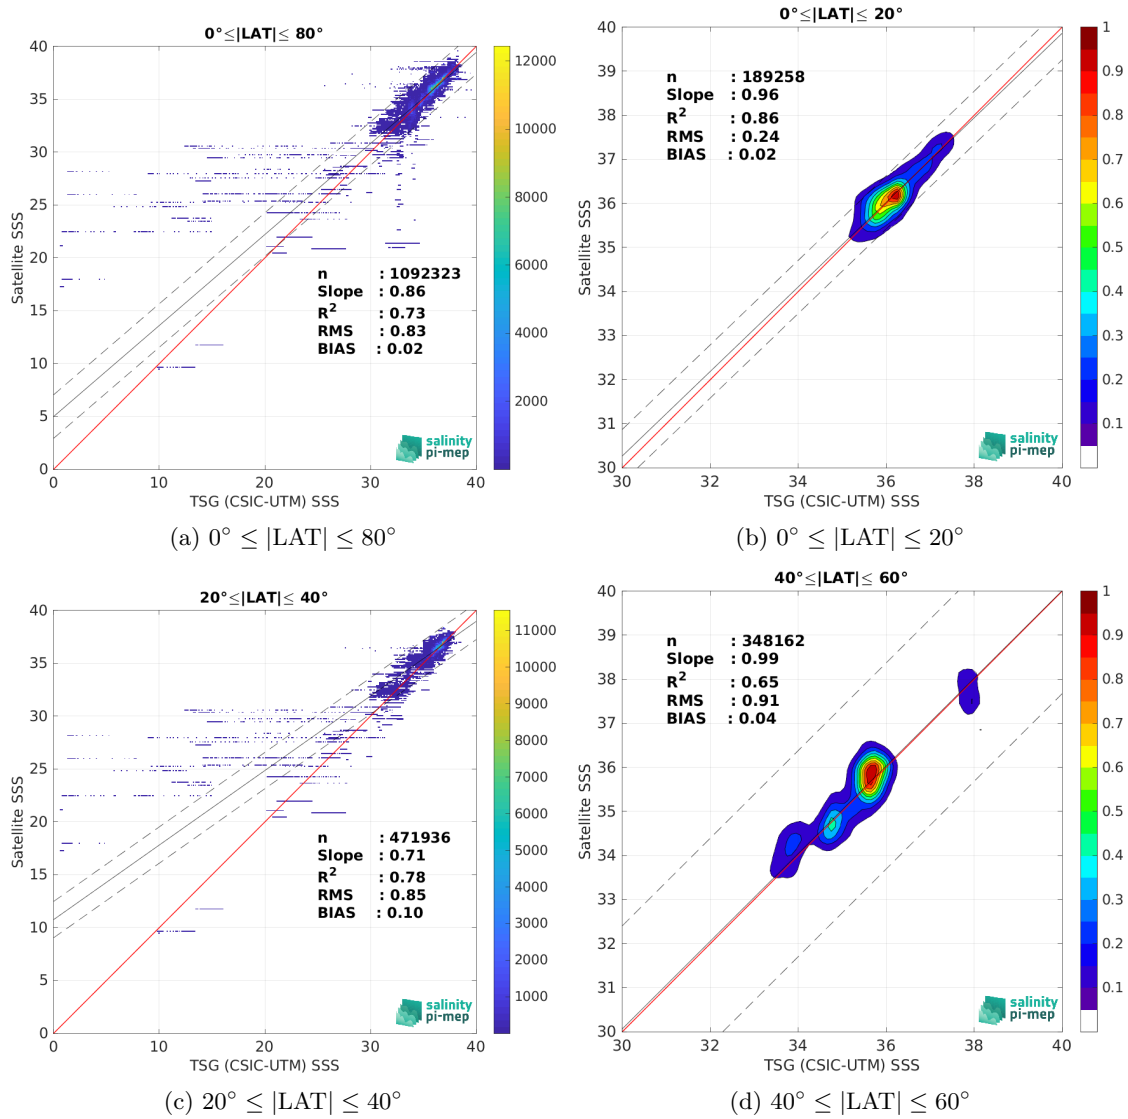 0°≤|LAT|≤ 80°
40
35
30
25
20
15
10
5
0
Satellite SSS
n : 1092323
Slope : 0.86
R² : 0.73
RMS : 0.83
BIAS : 0.02
salinity
pi-mep
0 10 20 30 40
TSG (CSIC-UTM) SSS
12000
10000
8000
6000
4000
2000
(a) 0° ≤ |LAT| ≤ 80°
0°≤|LAT|≤ 20°
40
39
38
37
36
35
34
33
32
31
30
Satellite SSS
n : 189258
Slope : 0.96
R² : 0.86
RMS : 0.24
BIAS : 0.02
salinity
pi-mep
30 32 34 36 38 40
TSG (CSIC-UTM) SSS
1
0.9
0.8
0.7
0.6
0.5
0.4
0.3
0.2
0.1
(b) 0° ≤ |LAT| ≤ 20°
20°≤|LAT|≤ 40°
40
35
30
25
20
15
10
5
0
Satellite SSS
n : 471936
Slope : 0.71
R² : 0.78
RMS : 0.85
BIAS : 0.10
salinity
pi-mep
0 10 20 30 40
TSG (CSIC-UTM) SSS
11000
10000
9000
8000
7000
6000
5000
4000
3000
2000
1000
0
(c) 20° ≤ |LAT| ≤ 40°
40°≤|LAT|≤ 60°
40
39
38
37
36
35
34
33
32
31
30
Satellite SSS
n : 348162
Slope : 0.99
R² : 0.65
RMS : 0.91
BIAS : 0.04
salinity
pi-mep
30 32 34 36 38 40
TSG (CSIC-UTM) SSS
1
0.9
0.8
0.7
0.6
0.5
0.4
0.3
0.2
0.1
(d) 40° ≤ |LAT| ≤ 60°